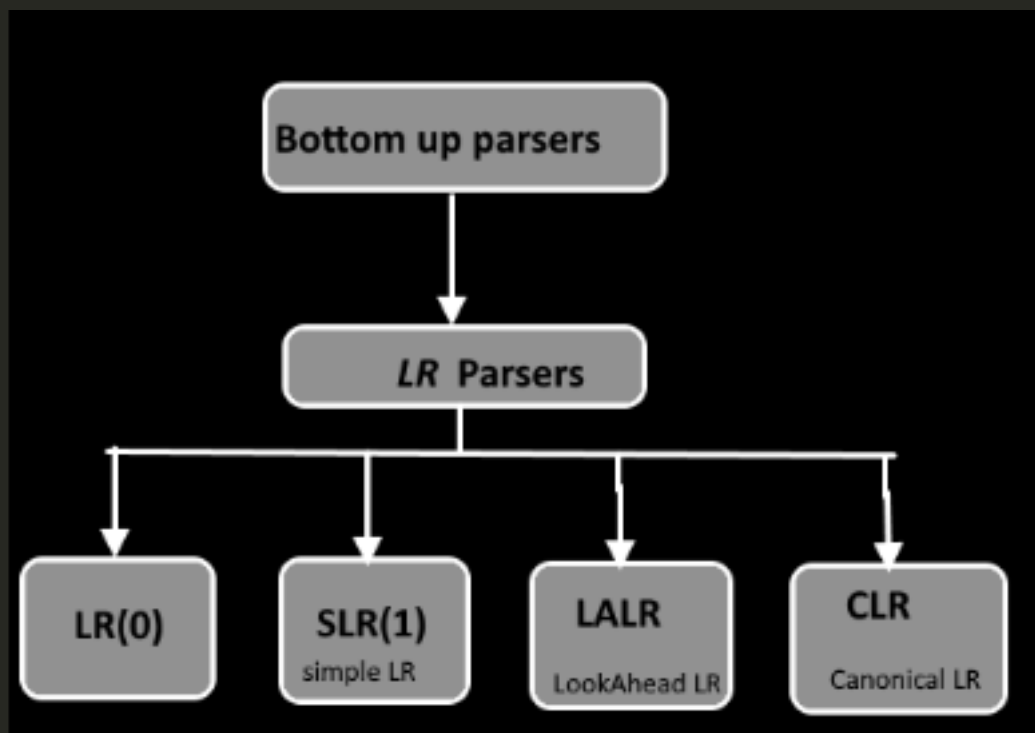 Bottom up parsers
LR Parsers
LR(0)
SLR(1)
simple LR
LALR
LookAhead LR
CLR
Canonical LR